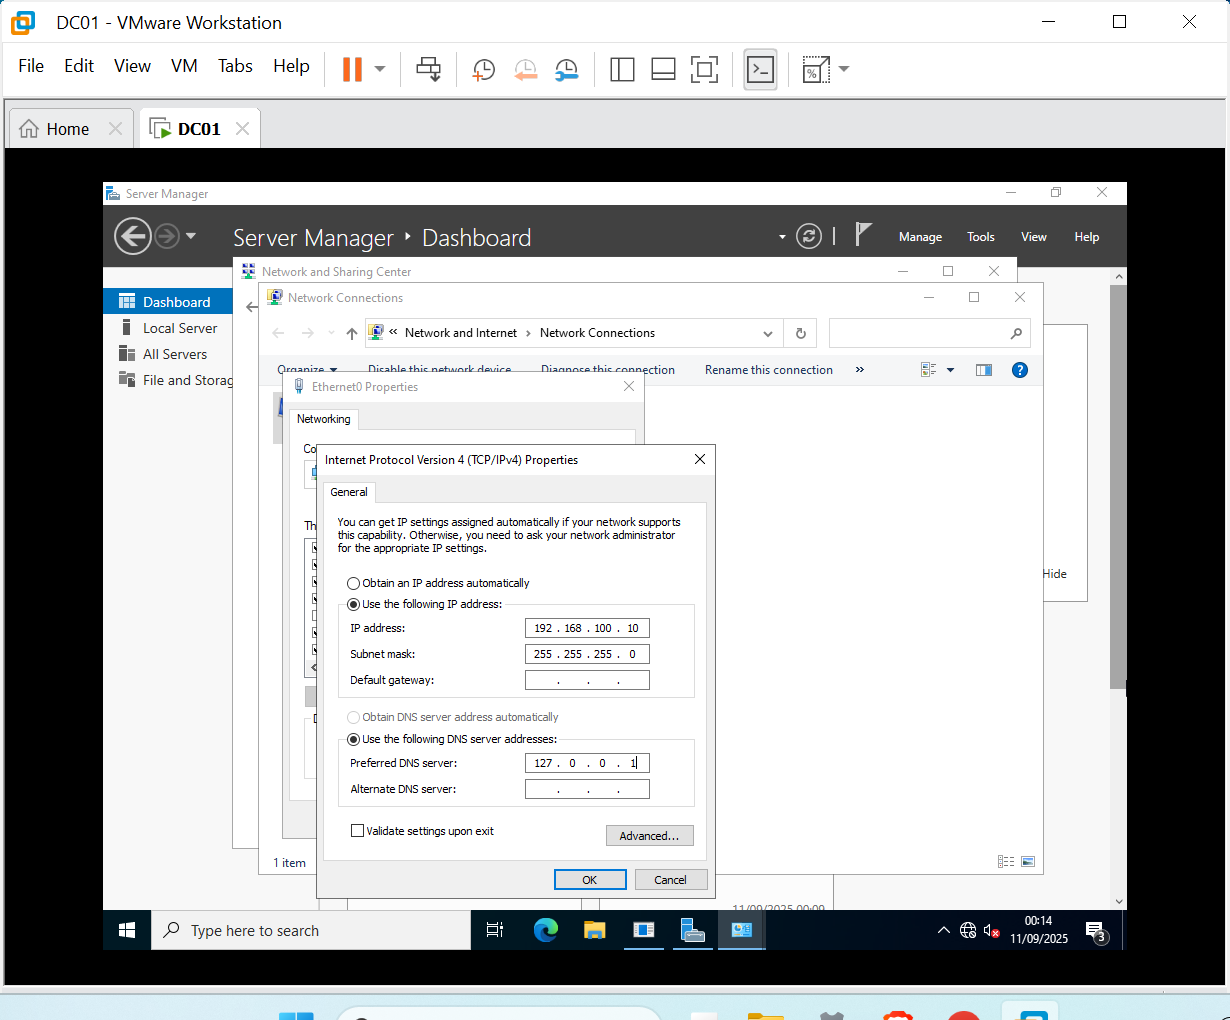 DC01 - VMware Workstation
File Edit View VM Tabs Help
Home
DC01
Server Manager
Server Manager Dashboard
Manage Tools View Help
Network and Sharing Center
Dashboard
Local Server
All Servers
File and Storag
Network Connections
« Network and Internet › Network Connections
Organize Disable this network device Diagnose this connection Rename this connection »
Ethernet0 Properties
Networking
Co
Th
Internet Protocol Version 4 (TCP/IPv4) Properties
General
You can get IP settings assigned automatically if your network supports
this capability. Otherwise, you need to ask your network administrator
for the appropriate IP settings.
Obtain an IP address automatically
Use the following IP address:
IP address: 192 . 168 . 100 . 10
Subnet mask: 255 . 255 . 255 . 0
Default gateway: . . .
Obtain DNS server address automatically
Use the following DNS server addresses:
Preferred DNS server: 127 . 0 . 0 . 1
Alternate DNS server: . . .
Validate settings upon exit
Advanced...
OK Cancel
Hide
1 item
11/09/2025 00:09
Type here to search
00:14
11/09/2025
3